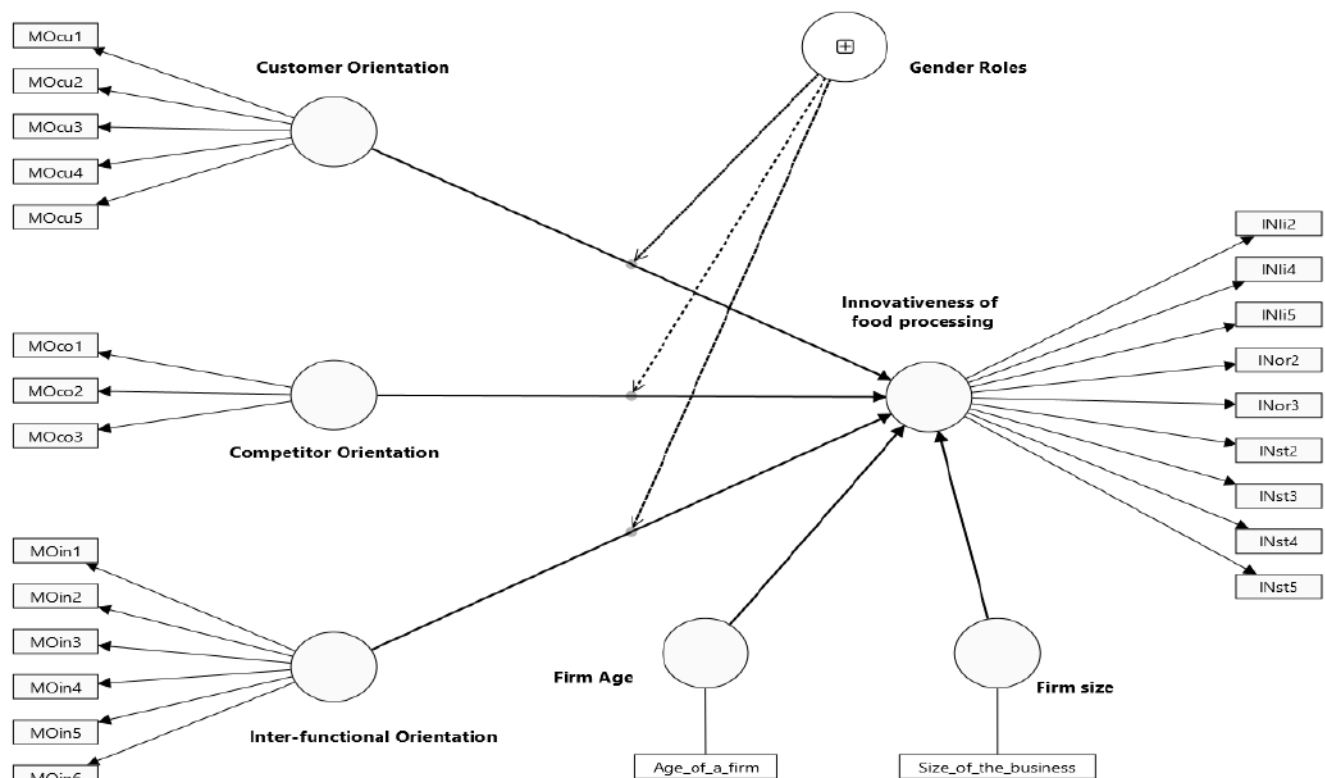 MOcu1
MOcu2
MOcu3
MOcu4
MOcu5
Customer Orientation
Gender Roles
MOco1
MOco2
MOco3
Competitor Orientation
Innovativeness of
food processing
INli2
INli4
INli5
INor2
INor3
INst2
INst3
INst4
INst5
MOin1
MOin2
MOin3
MOin4
MOin5
MOin6
Inter-functional Orientation
Firm Age
Firm size
Age_of_a_firm
Size_of_the_business